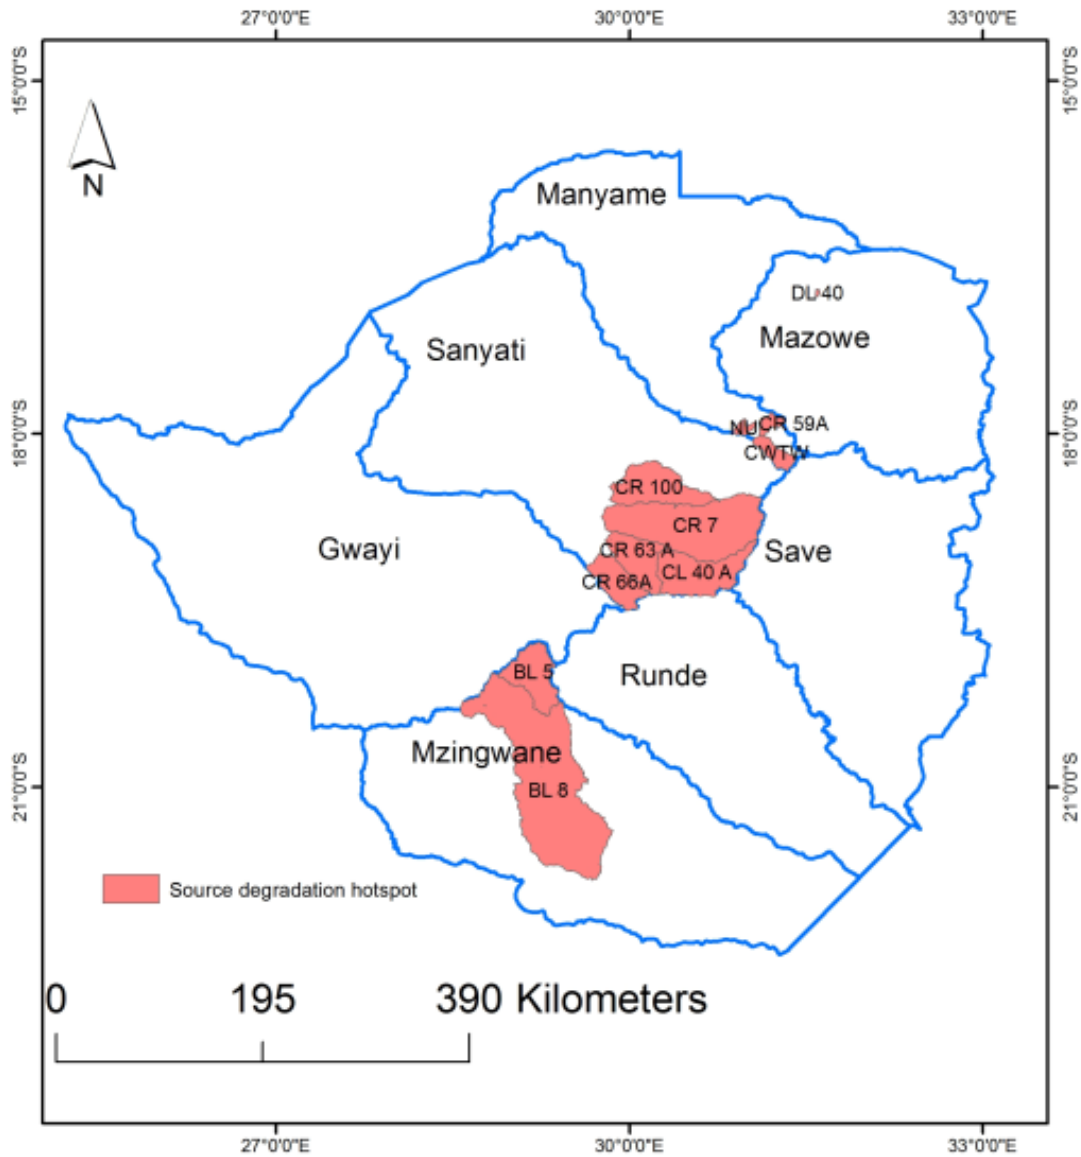 27°0'0"E
30°0'0"E
33°0'0"E
15°0'0"S
15°0'0"S
N
Manyame
DL 40
Mazowe
Sanyati
NU
CR 59A
18°0'0"S
18°0'0"S
CWTW
CR 100
CR 7
Gwayi
CR 63 A
Save
CL 40 A
CR 66A
BL 5
Runde
Mzingwane
21°0'0"S
21°0'0"S
BL 8
Source degradation hotspot
0 195 390 Kilometers
27°0'0"E
30°0'0"E
33°0'0"E